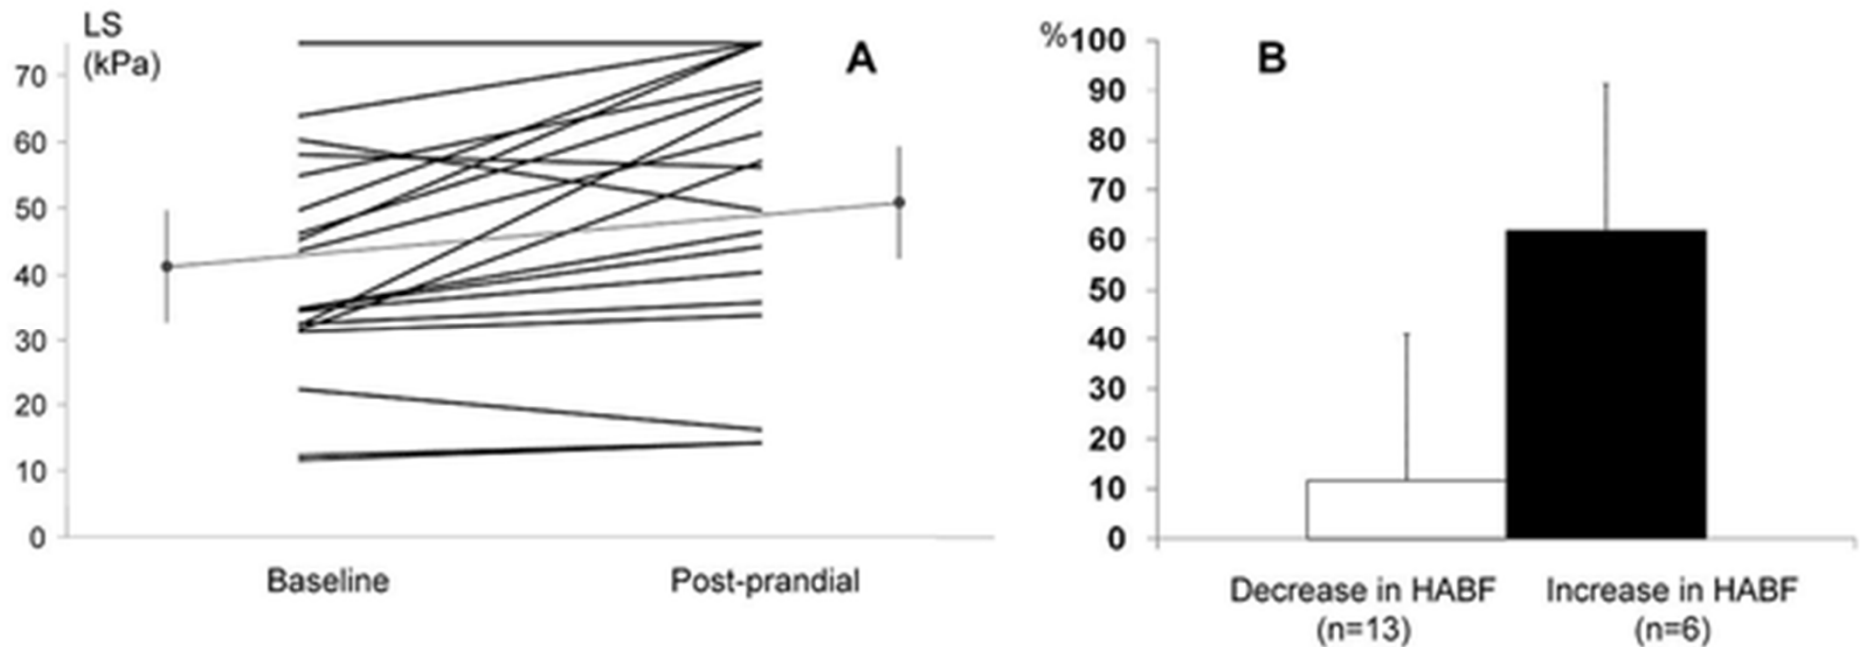 LS
(kPa)
A
70
60
50
40
30
20
10
0
Baseline Post-prandial
%100
B
90
80
70
60
50
40
30
20
10
0
Decrease in HABF Increase in HABF
(n=13) (n=6)